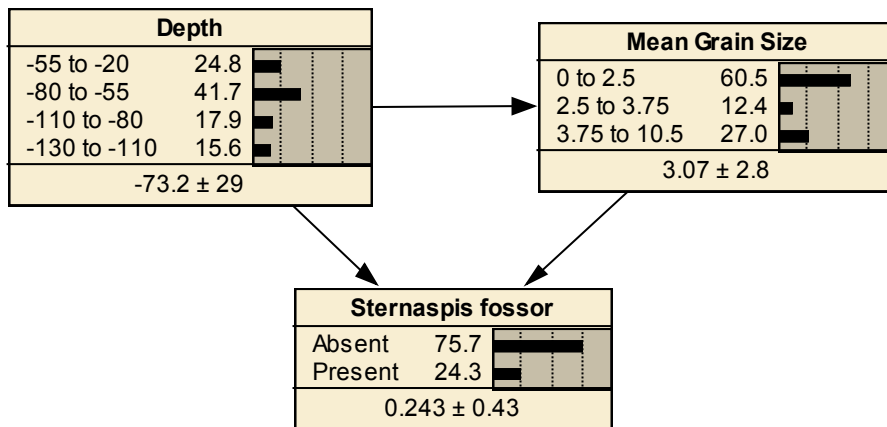 Depth
-55 to -20 24.8
-80 to -55 41.7
-110 to -80 17.9
-130 to -110 15.6
-73.2 ± 29
Mean Grain Size
0 to 2.5 60.5
2.5 to 3.75 12.4
3.75 to 10.5 27.0
3.07 ± 2.8
Sternaspis fossor
Absent 75.7
Present 24.3
0.243 ± 0.43